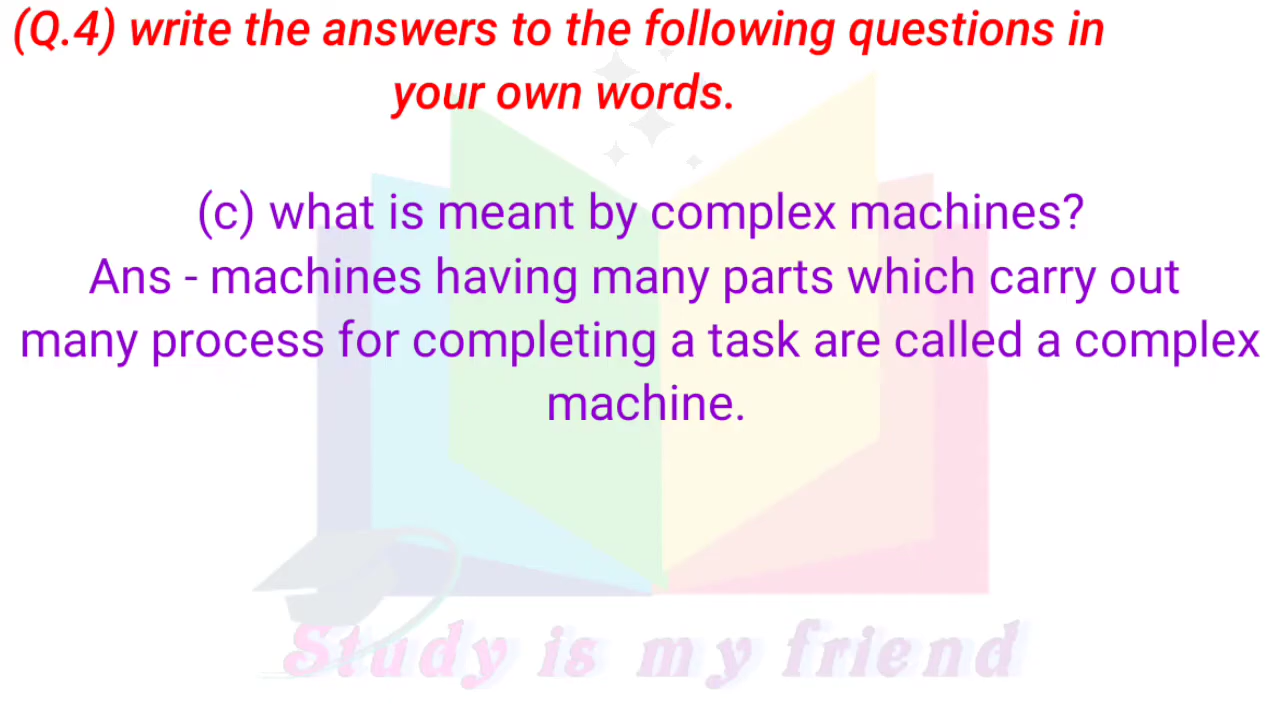 (Q.4) write the answers to the following questions in
your own words.
(c) what is meant by complex machines?
Ans - machines having many parts which carry out
many process for completing a task are called a complex
machine.
Study is my friend